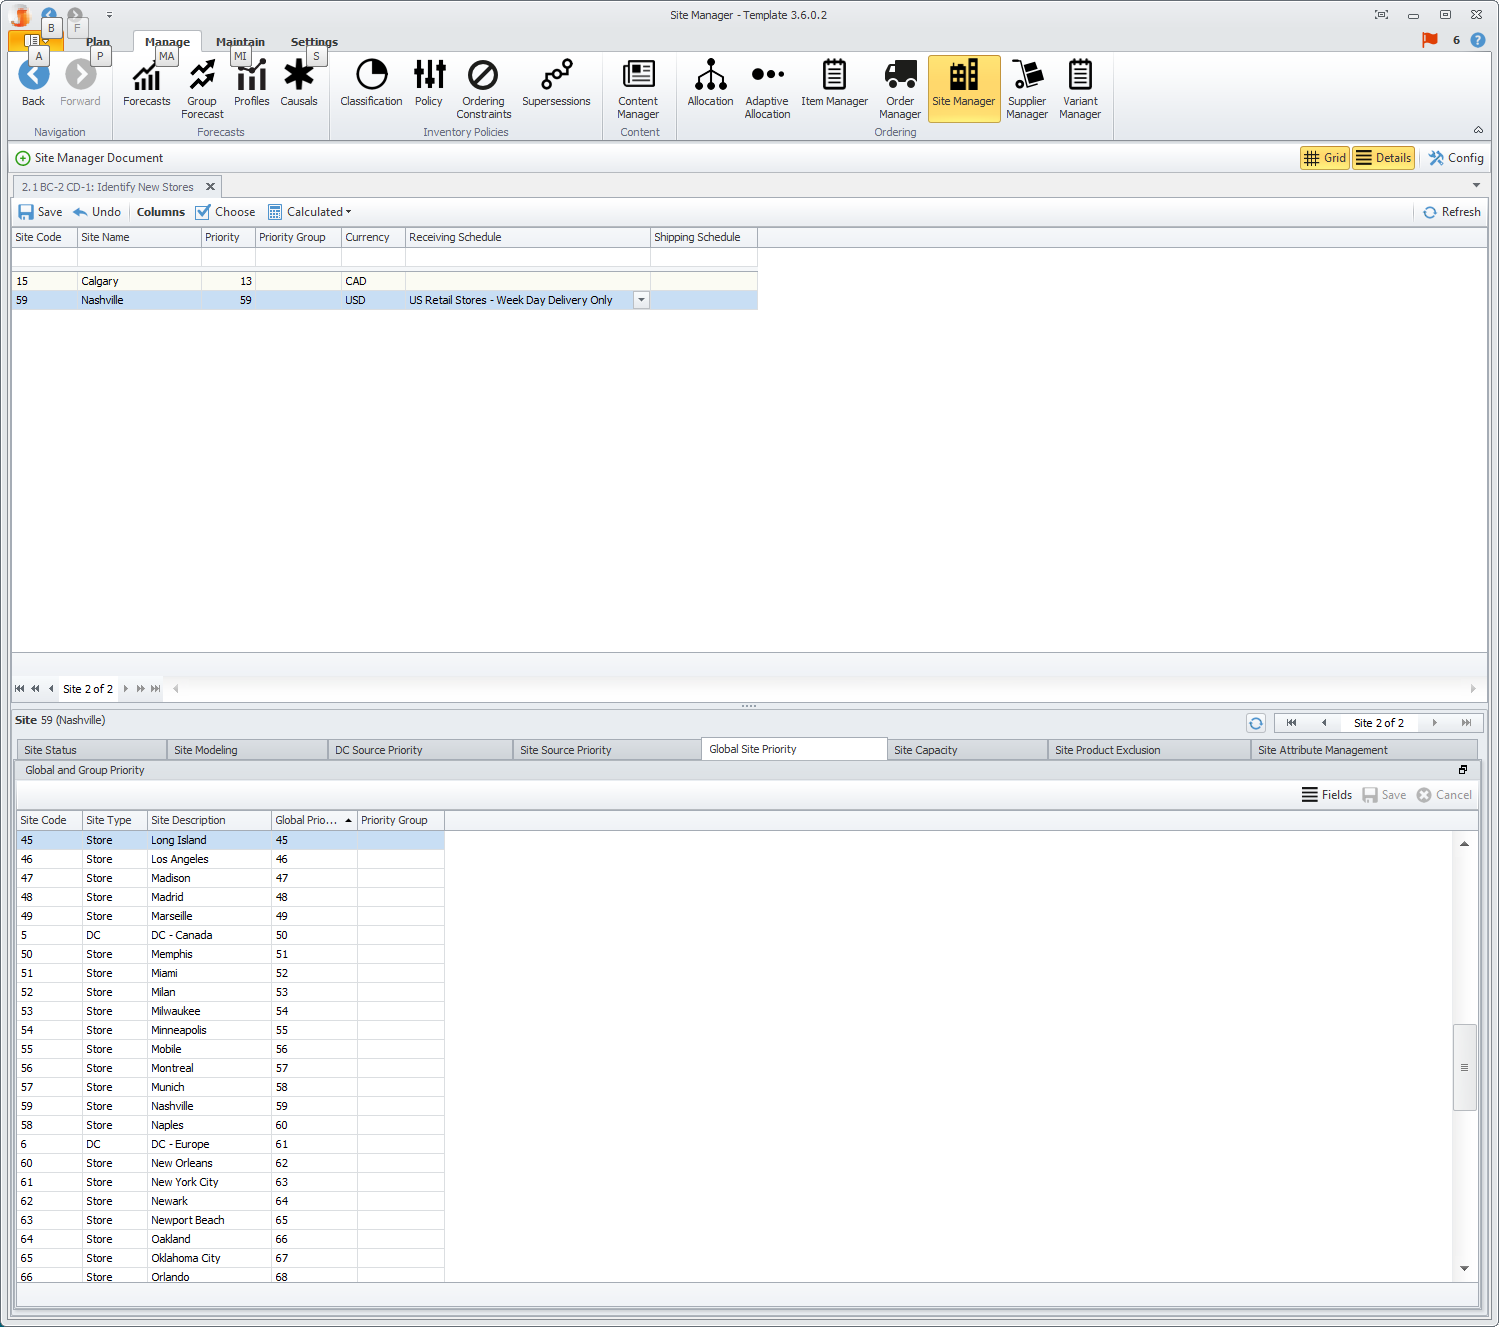 Site Manager - Template 3.6.0.2
B F
Plan Manage Maintain Settings
A P MA MI S
6 ?
Back Forward
Navigation
Forecasts Group Forecast Profiles Causals
Forecasts
Classification Policy Ordering Constraints Supersessions
Inventory Policies
Content Manager
Content
Allocation Adaptive Allocation Item Manager Order Manager Site Manager Supplier Manager Variant Manager
Ordering
Site Manager Document Grid Details Config
2.1 BC-2 CD-1: Identify New Stores
Save Undo Columns Choose Calculated Refresh
Site Code Site Name Priority Priority Group Currency Receiving Schedule Shipping Schedule
15 Calgary 13 CAD
59 Nashville 59 USD US Retail Stores - Week Day Delivery Only
Site 2 of 2
Site 59 (Nashville) Site 2 of 2
Site Status Site Modeling DC Source Priority Site Source Priority Global Site Priority Site Capacity Site Product Exclusion Site Attribute Management
Global and Group Priority
Fields Save Cancel
Site Code Site Type Site Description Global Prio... Priority Group
45 Store Long Island 45
46 Store Los Angeles 46
47 Store Madison 47
48 Store Madrid 48
49 Store Marseille 49
5 DC DC - Canada 50
50 Store Memphis 51
51 Store Miami 52
52 Store Milan 53
53 Store Milwaukee 54
54 Store Minneapolis 55
55 Store Mobile 56
56 Store Montreal 57
57 Store Munich 58
59 Store Nashville 59
58 Store Naples 60
6 DC DC - Europe 61
60 Store New Orleans 62
61 Store New York City 63
62 Store Newark 64
63 Store Newport Beach 65
64 Store Oakland 66
65 Store Oklahoma City 67
66 Store Orlando 68